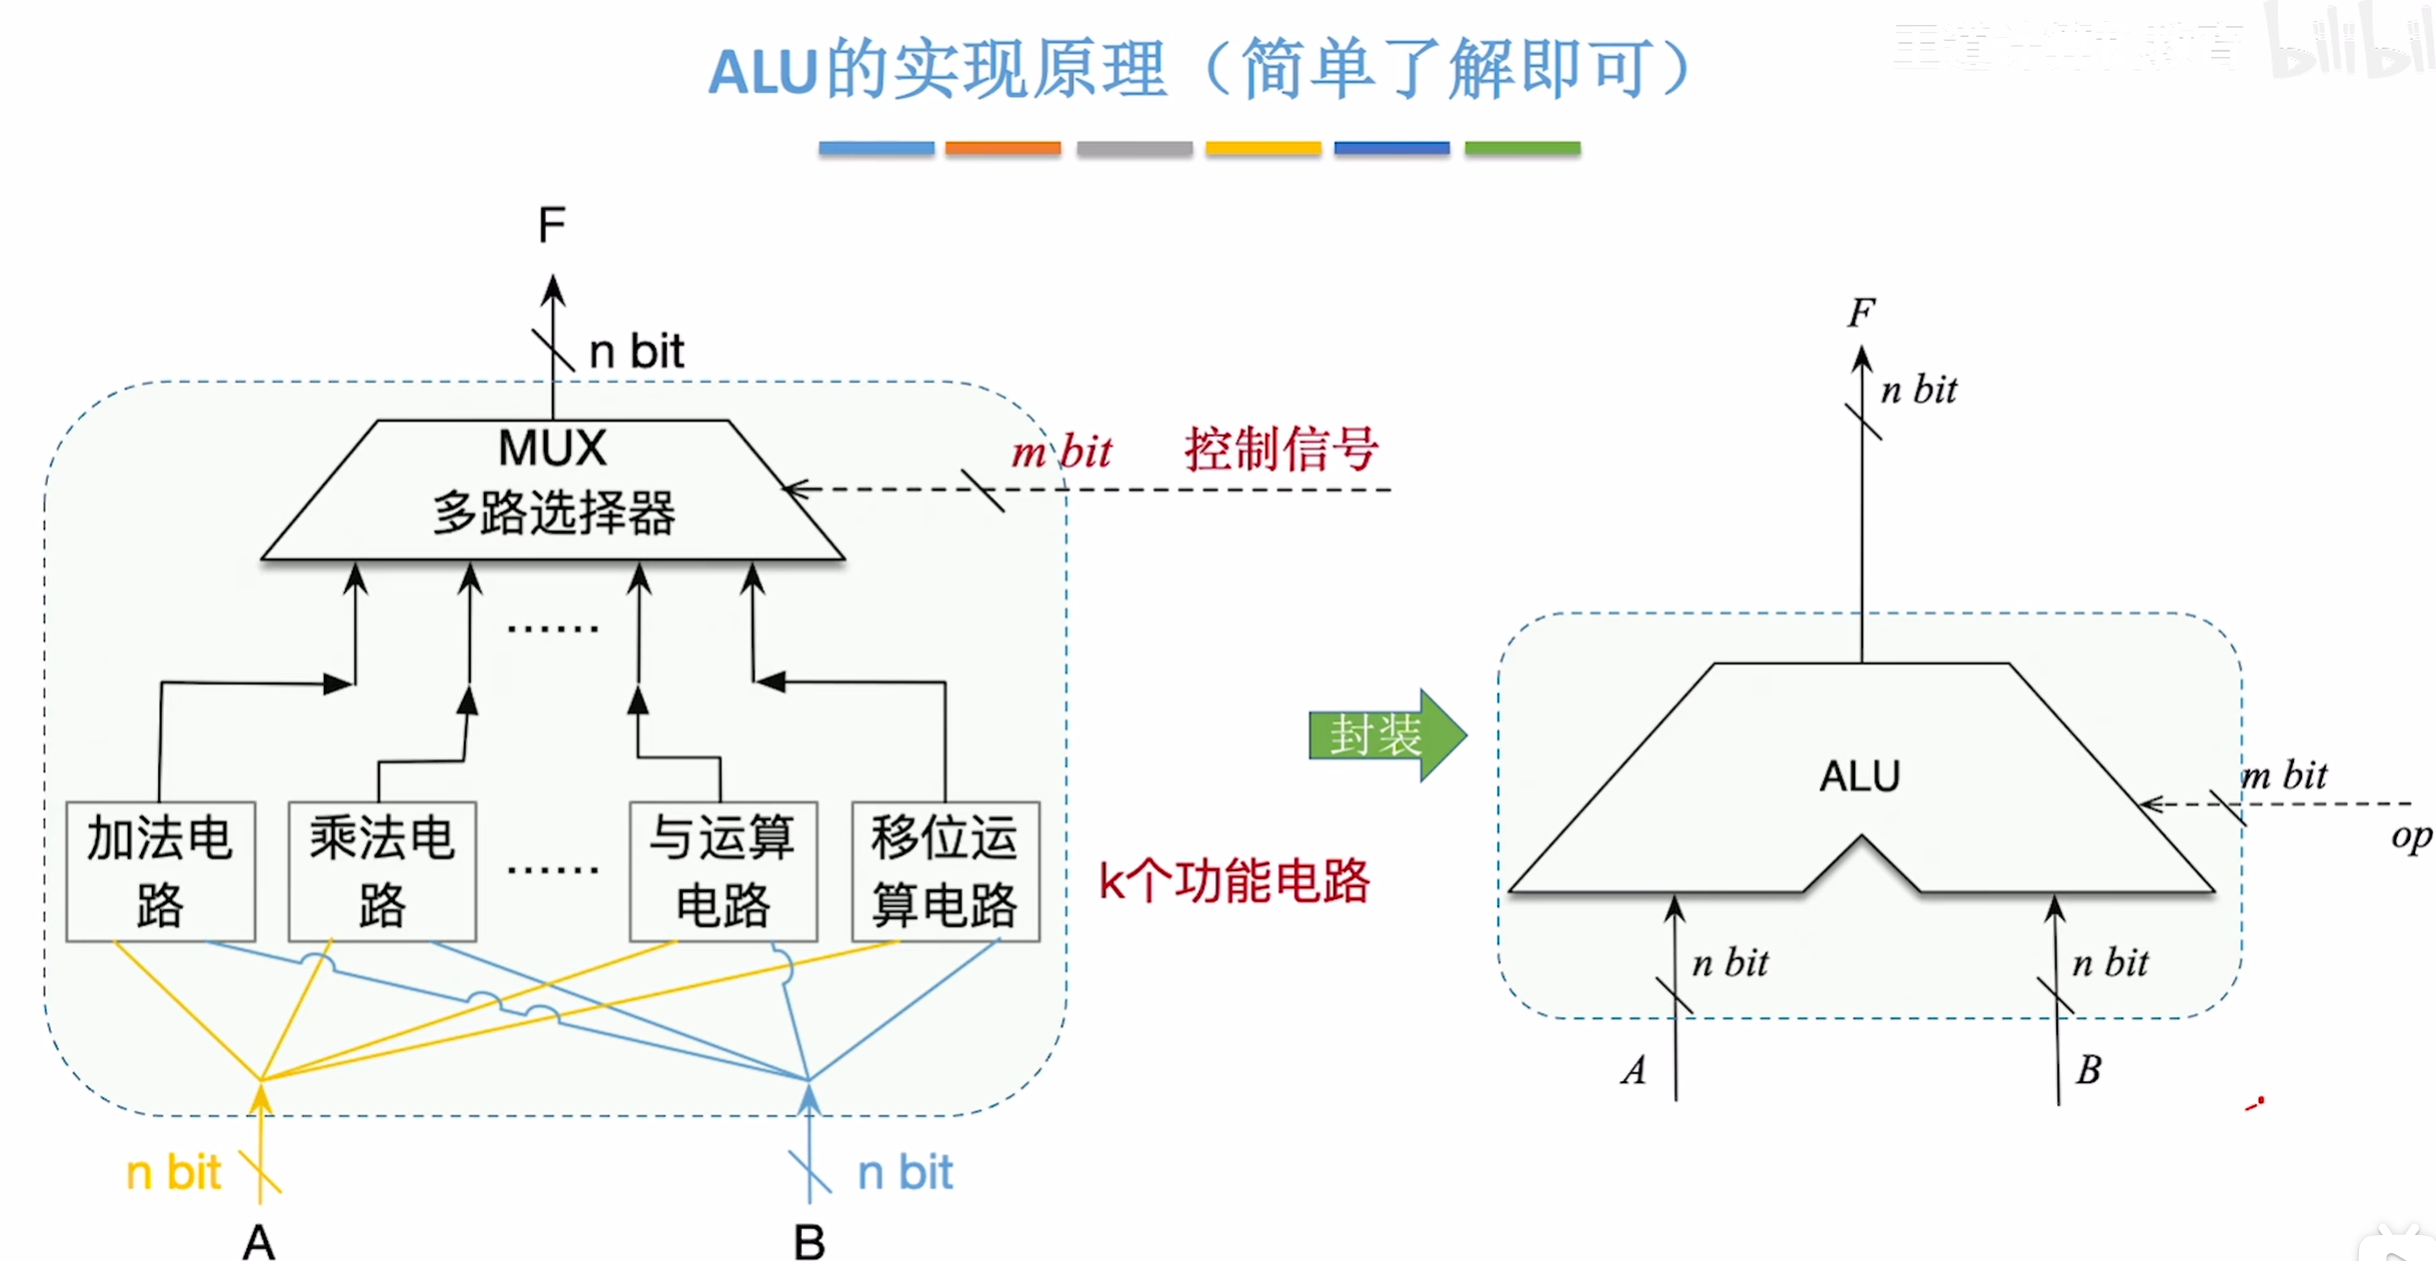 ALU的实现原理（简单了解即可）
F
n bit
MUX
多路选择器
m bit 控制信号
......
加法电
路
乘法电
路
......
与运算
电路
移位运
算电路
k个功能电路
n bit
A
n bit
B
封装
F
n bit
ALU
m bit
op
n bit
n bit
A
B
bilibili